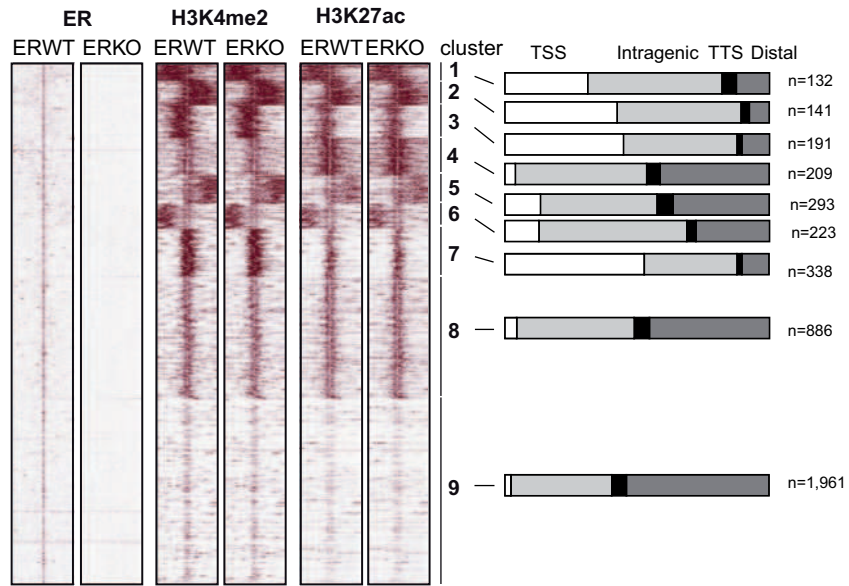 ER H3K4me2 H3K27ac
ERWT ERKO ERWT ERKO ERWT ERKO cluster TSS Intragenic TTS Distal
1 n=132
2 n=141
3 n=191
4 n=209
5 n=293
6 n=223
7 n=338
8 n=886
9 n=1,961